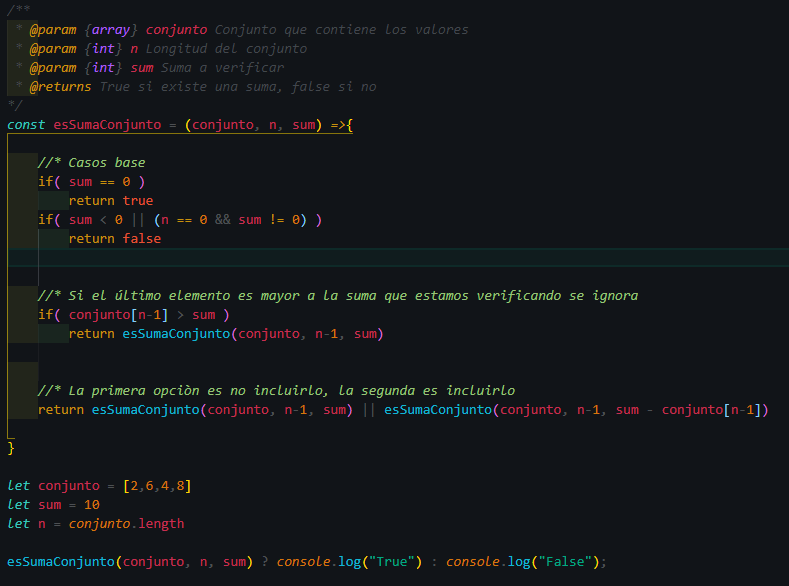 /**
 * @param {array} conjunto Conjunto que contiene los valores
 * @param {int} n Longitud del conjunto
 * @param {int} sum Suma a verificar
 * @returns True si existe una suma, false si no
*/
const esSumaConjunto = (conjunto, n, sum) =>{
    //* Casos base
    if( sum == 0 )
        return true
    if( sum < 0 || (n == 0 && sum != 0) )
        return false
    //* Si el último elemento es mayor a la suma que estamos verificando se ignora
    if( conjunto[n-1] > sum )
        return esSumaConjunto(conjunto, n-1, sum)
    //* La primera opciòn es no incluirlo, la segunda es incluirlo
    return esSumaConjunto(conjunto, n-1, sum) || esSumaConjunto(conjunto, n-1, sum - conjunto[n-1])
}
let conjunto = [2,6,4,8]
let sum = 10
let n = conjunto.length
esSumaConjunto(conjunto, n, sum) ? console.log("True") : console.log("False");